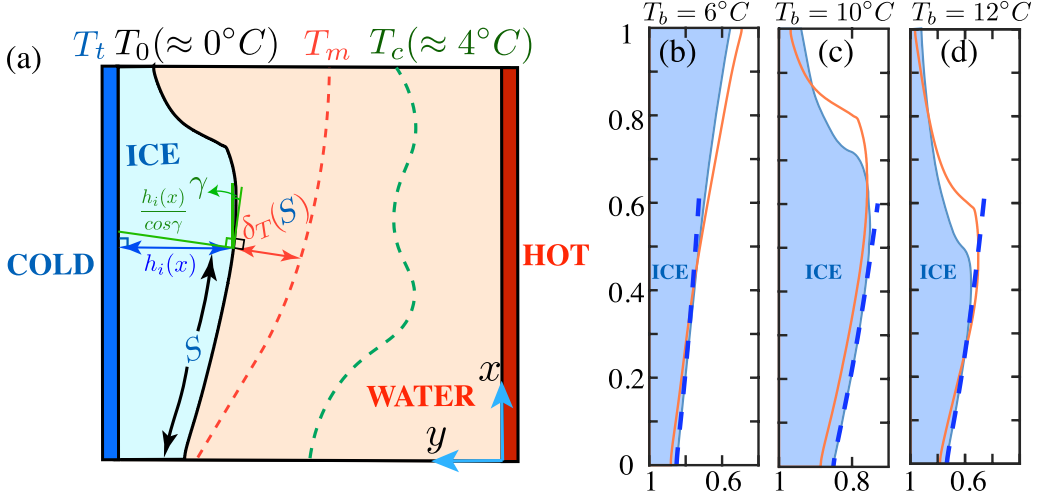 (a) T_t T_0(≈ 0°C) T_m T_c(≈ 4°C)
ICE
γ
h_i(x)/cosγ
δ_T(S)
COLD
h_i(x)
HOT
S
x
WATER
y
T_b = 6°C T_b = 10°C T_b = 12°C
1 (b) (c) (d)
0.8
0.6
ICE ICE ICE
0.4
0.2
0
1 0.6 1 0.8 1 0.6